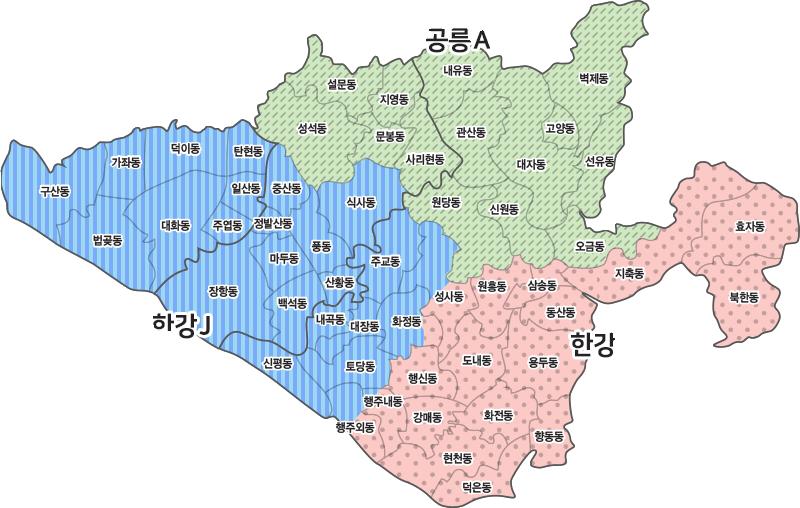 공릉A
설문동
내유동
벽제동
지영동
성석동
문봉동
관산동
고양동
사리현동
대자동
선유동
가좌동
덕이동
탄현동
구산동
일산동
중산동
식사동
원당동
신원동
법곶동
대화동
주엽동
정발산동
풍동
오금동
효자동
마두동
산황동
주교동
지축동
장항동
백석동
내곡동
대장동
화정동
성사동
원흥동
삼송동
북한동
하강J
동산동
한강
신평동
토당동
행신동
도내동
용두동
행주내동
강매동
화전동
행주외동
향동동
현천동
덕은동